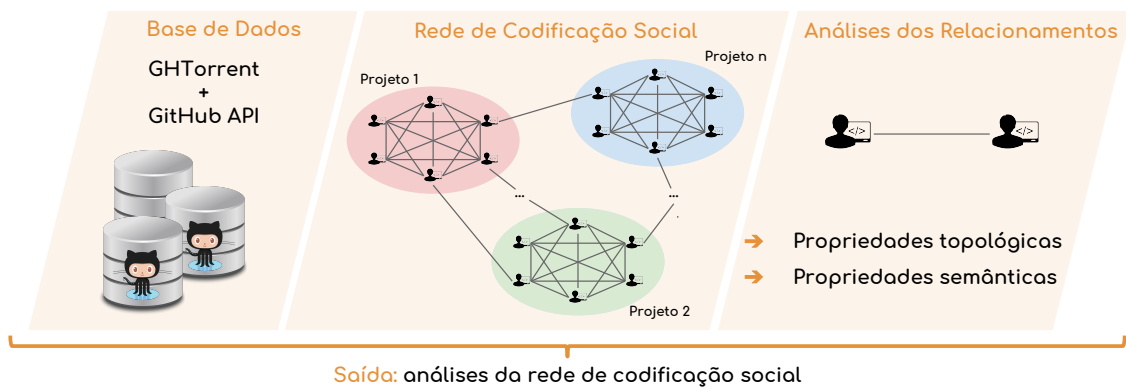 Base de Dados
GHTorrent
+
GitHub API
Rede de Codificação Social
Projeto 1
Projeto n
...
...
Projeto 2
Análises dos Relacionamentos
</>
</>
➔ Propriedades topológicas
➔ Propriedades semânticas
Saída: análises da rede de codificação social